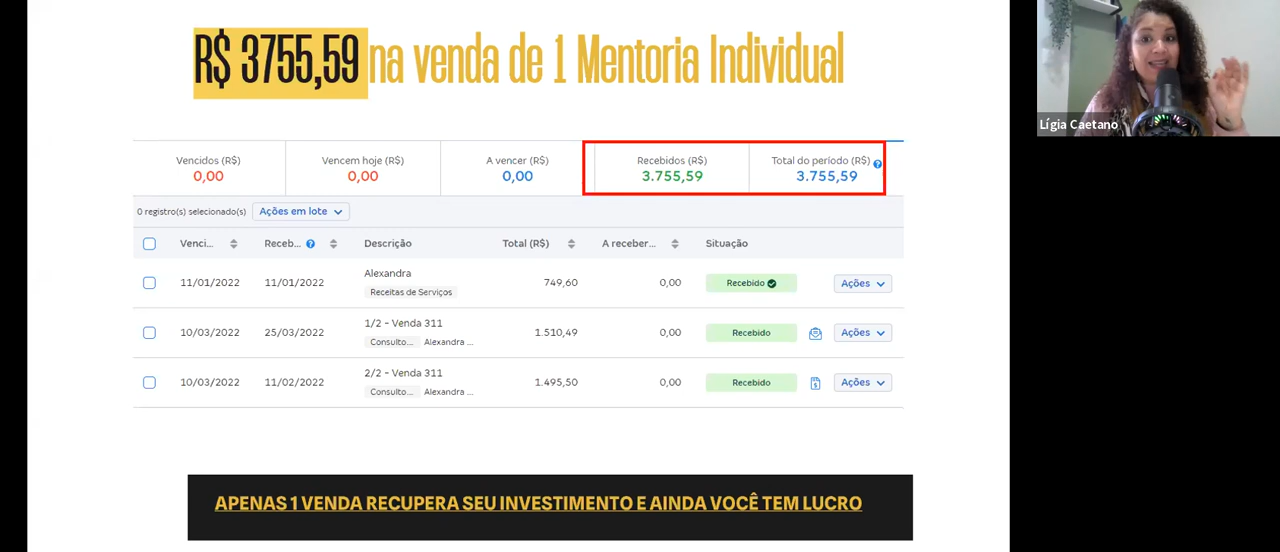 R$ 3755,59 na venda de 1 Mentoria Individual
Lígia Caetano
Vencidos (R$) Vencem hoje (R$) A vencer (R$) Recebidos (R$) Total do período (R$) ?
0,00 0,00 0,00 3.755,59 3.755,59
0 registro(s) selecionado(s) Ações em lote
Venci... Receb... ? Descrição Total (R$) A receber... Situação
Alexandra
11/01/2022 11/01/2022 749,60 0,00 Recebido Ações
Receitas de Serviços
1/2 - Venda 311
10/03/2022 25/03/2022 1.510,49 0,00 Recebido Ações
Consulto... Alexandra ...
2/2 - Venda 311
10/03/2022 11/02/2022 1.495,50 0,00 Recebido Ações
Consulto... Alexandra ...
APENAS 1 VENDA RECUPERA SEU INVESTIMENTO E AINDA VOCÊ TEM LUCRO